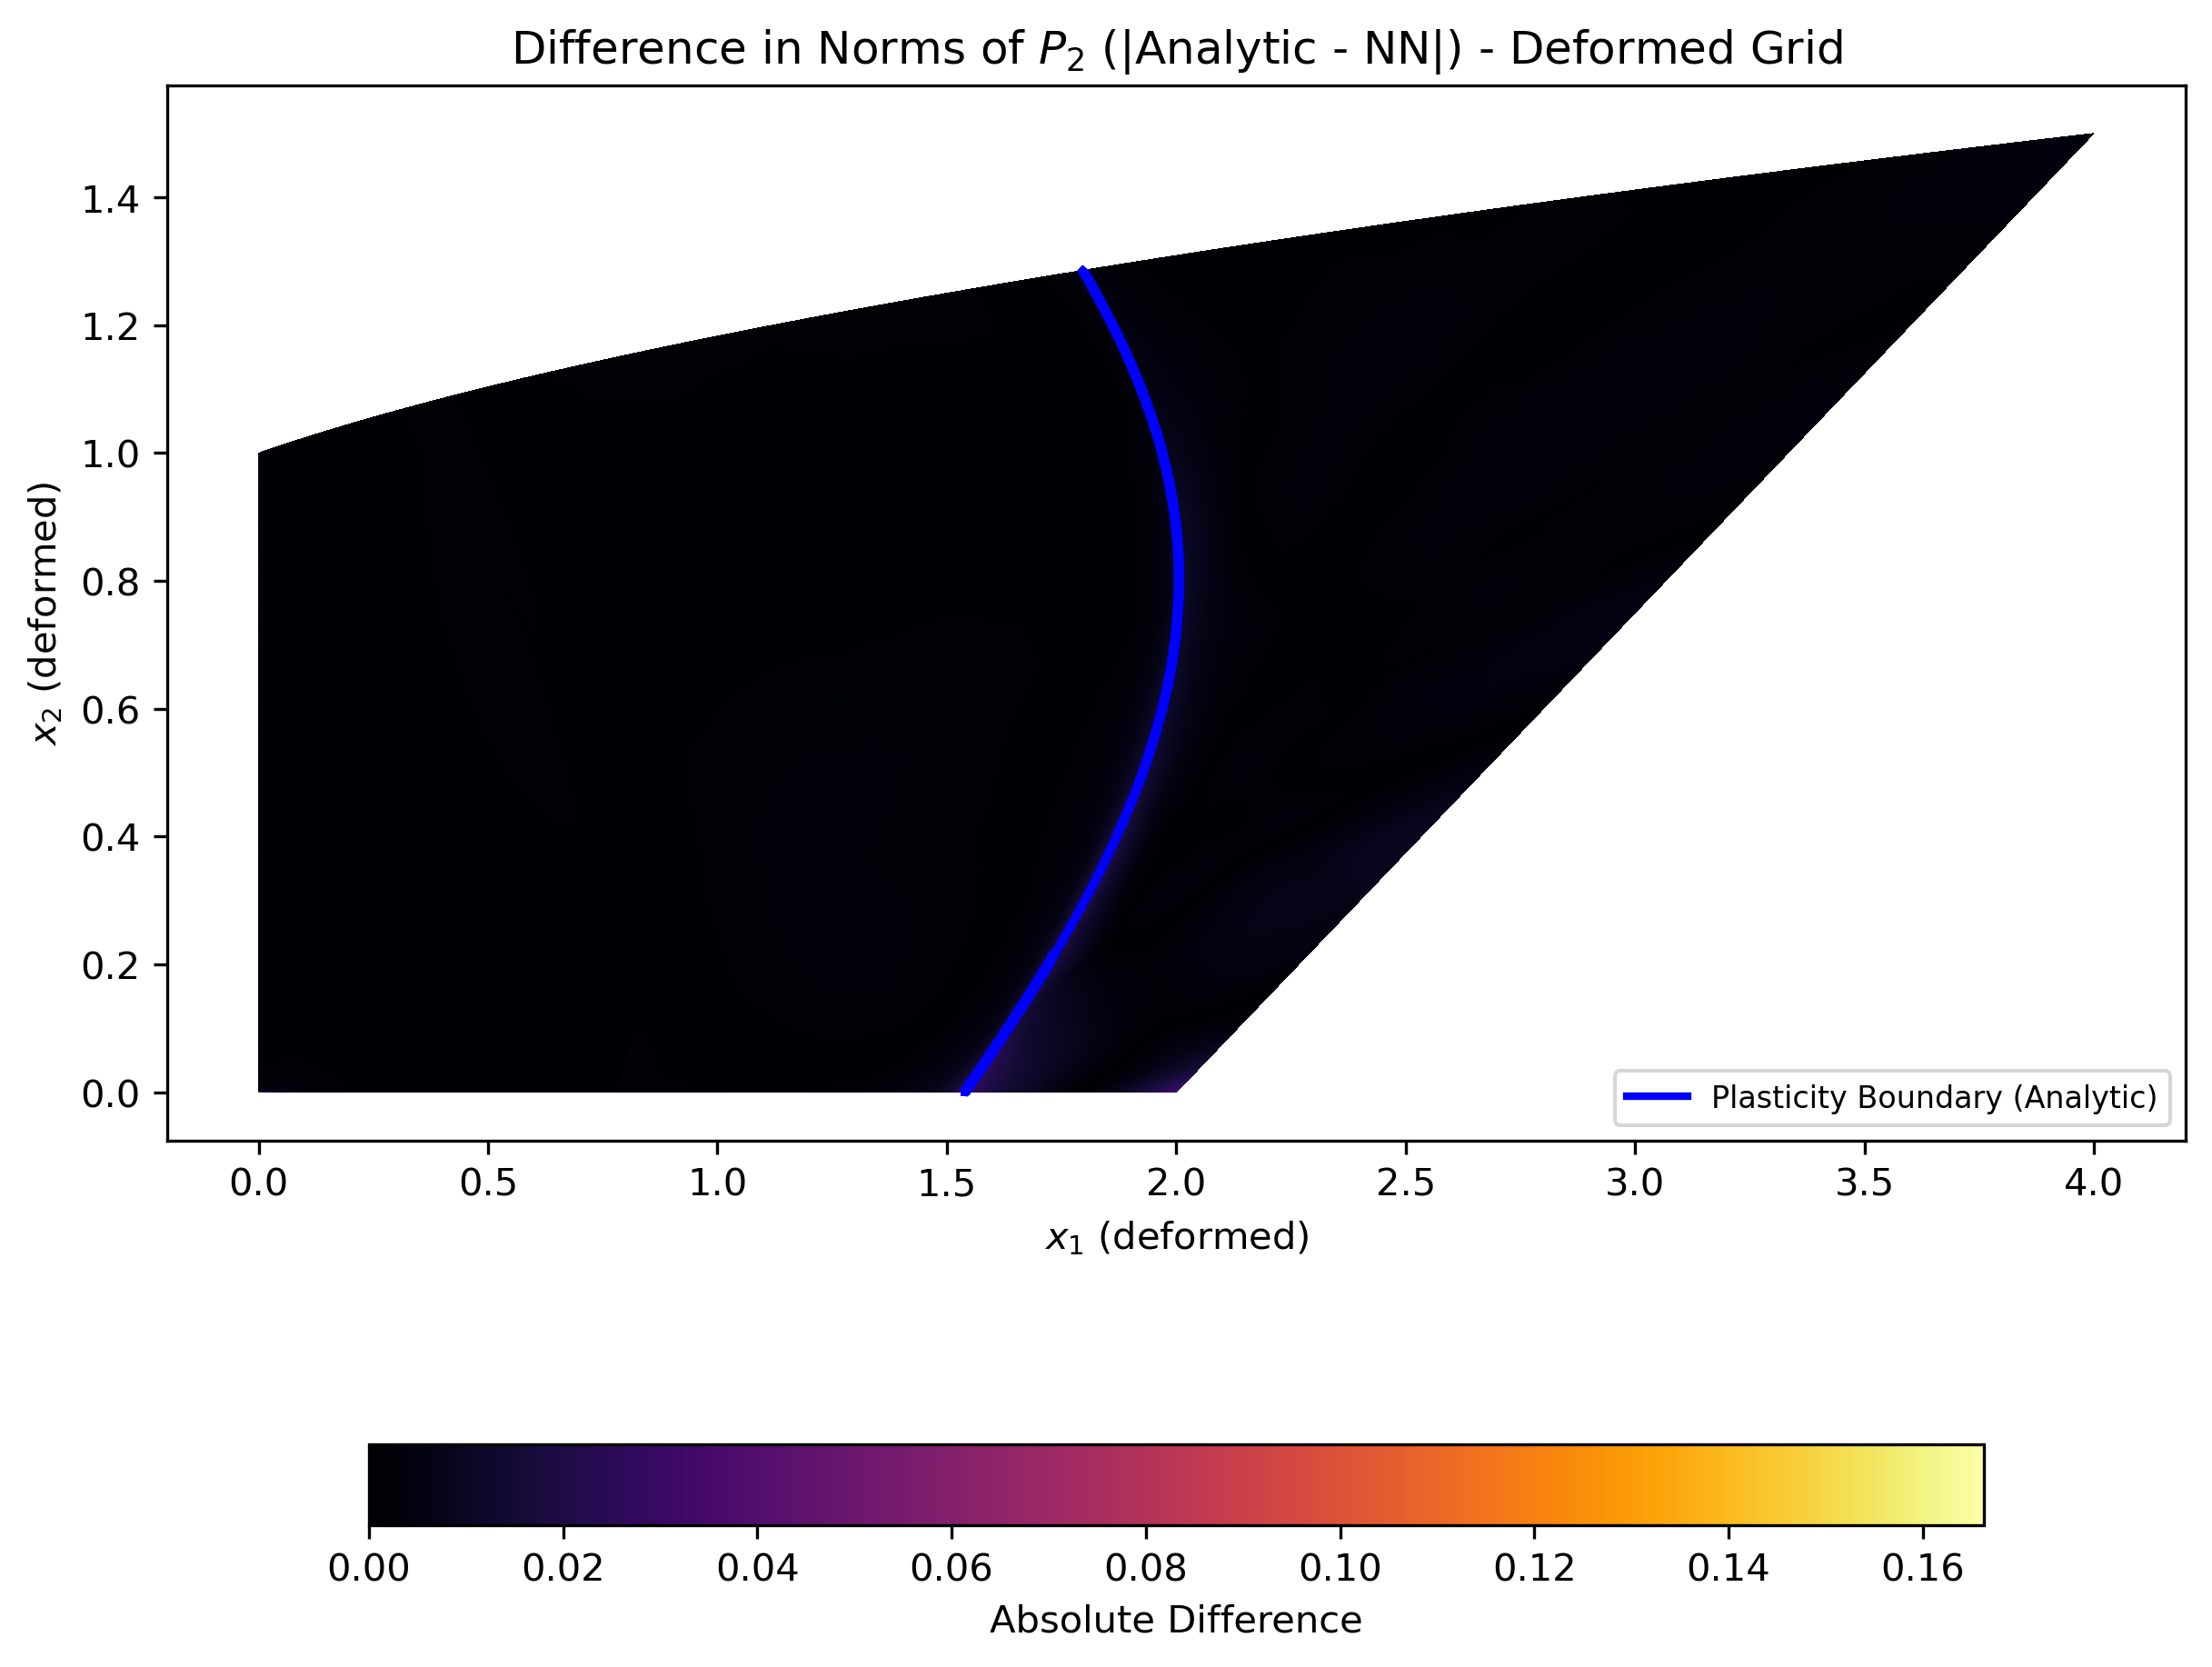 Difference in Norms of P₂ (|Analytic - NN|) - Deformed Grid
x₂ (deformed)
1.4
1.2
1.0
0.8
0.6
0.4
0.2
0.0
Plasticity Boundary (Analytic)
0.0 0.5 1.0 1.5 2.0 2.5 3.0 3.5 4.0
x₁ (deformed)
0.00 0.02 0.04 0.06 0.08 0.10 0.12 0.14 0.16
Absolute Difference